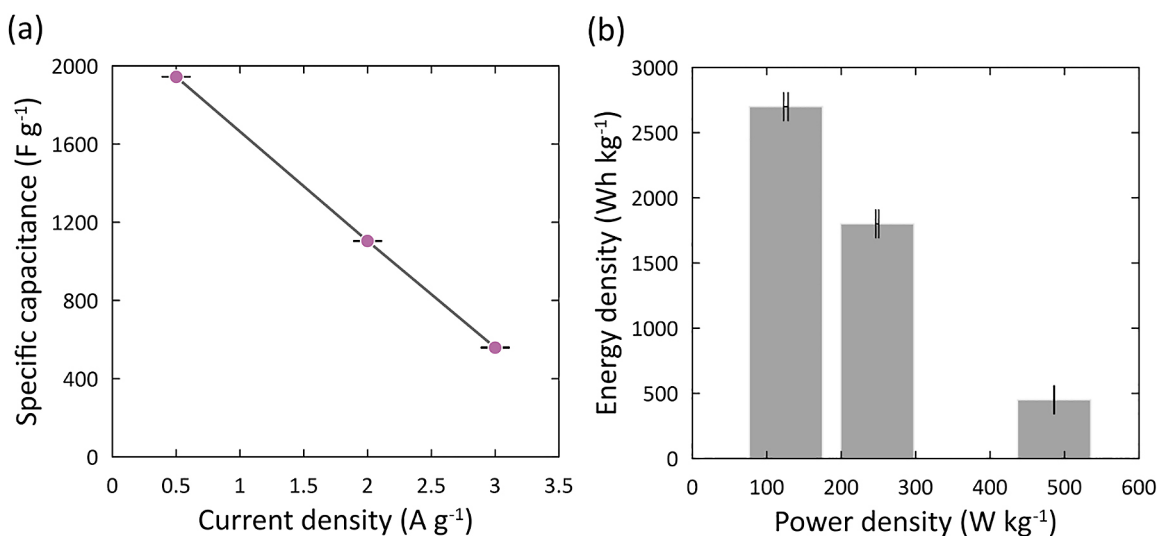 (a)
2000
1600
1200
800
400
0
0 0.5 1 1.5 2 2.5 3 3.5
Specific capacitance (F g⁻¹)
Current density (A g⁻¹)
(b)
3000
2500
2000
1500
1000
500
0
0 100 200 300 400 500 600
Energy density (Wh kg⁻¹)
Power density (W kg⁻¹)